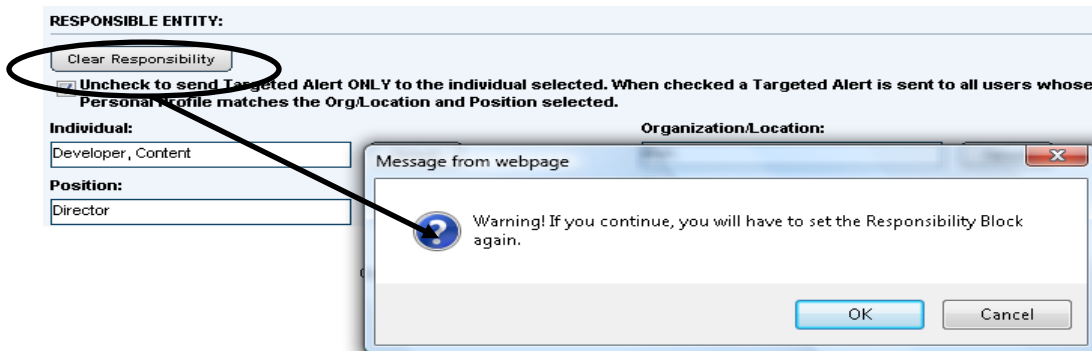 RESPONSIBLE ENTITY:
Clear Responsibility
Uncheck to send Targeted Alert ONLY to the individual selected. When checked a Targeted Alert is sent to all users whose
Personal Profile matches the Org/Location and Position selected.
Individual:
Organization/Location:
Developer, Content
Position:
Director
Message from webpage
Warning! If you continue, you will have to set the Responsibility Block
again.
OK
Cancel